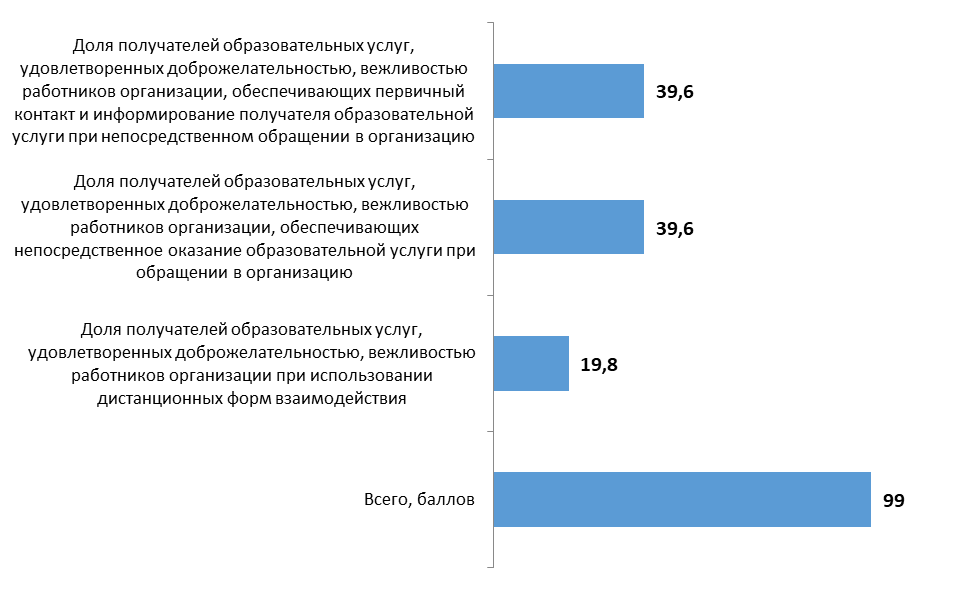 Доля получателей образовательных услуг,
удовлетворенных доброжелательностью, вежливостью
работников организации, обеспечивающих первичный
контакт и информирование получателя образовательной
услуги при непосредственном обращении в организацию
39,6
Доля получателей образовательных услуг,
удовлетворенных доброжелательностью, вежливостью
работников организации, обеспечивающих
непосредственное оказание образовательной услуги при
обращении в организацию
39,6
Доля получателей образовательных услуг,
удовлетворенных доброжелательностью, вежливостью
работников организации при использовании
дистанционных форм взаимодействия
19,8
Всего, баллов
99